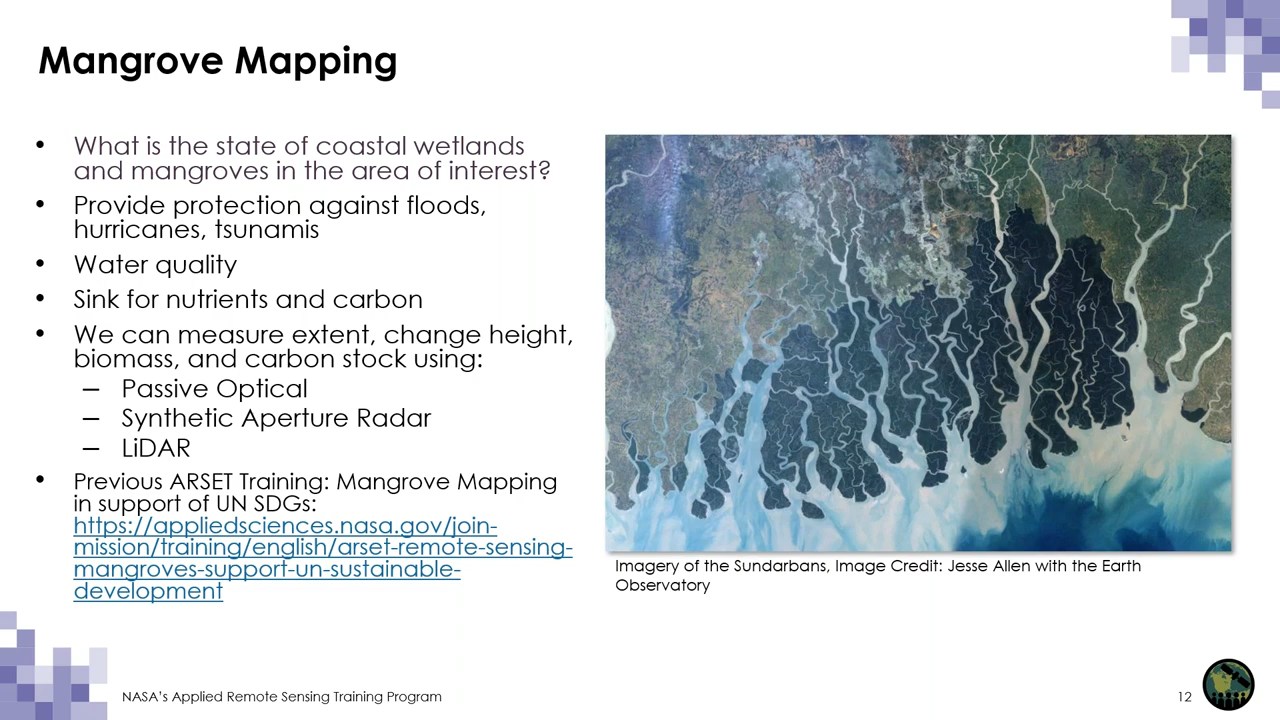 Mangrove Mapping
• What is the state of coastal wetlands
and mangroves in the area of interest?
• Provide protection against floods,
hurricanes, tsunamis
• Water quality
• Sink for nutrients and carbon
• We can measure extent, change height,
biomass, and carbon stock using:
– Passive Optical
– Synthetic Aperture Radar
– LiDAR
• Previous ARSET Training: Mangrove Mapping
in support of UN SDGs:
https://appliedsciences.nasa.gov/join-
mission/training/english/arset-remote-sensing-
mangroves-support-un-sustainable-
development
Imagery of the Sundarbans, Image Credit: Jesse Allen with the Earth
Observatory
NASA's Applied Remote Sensing Training Program
12